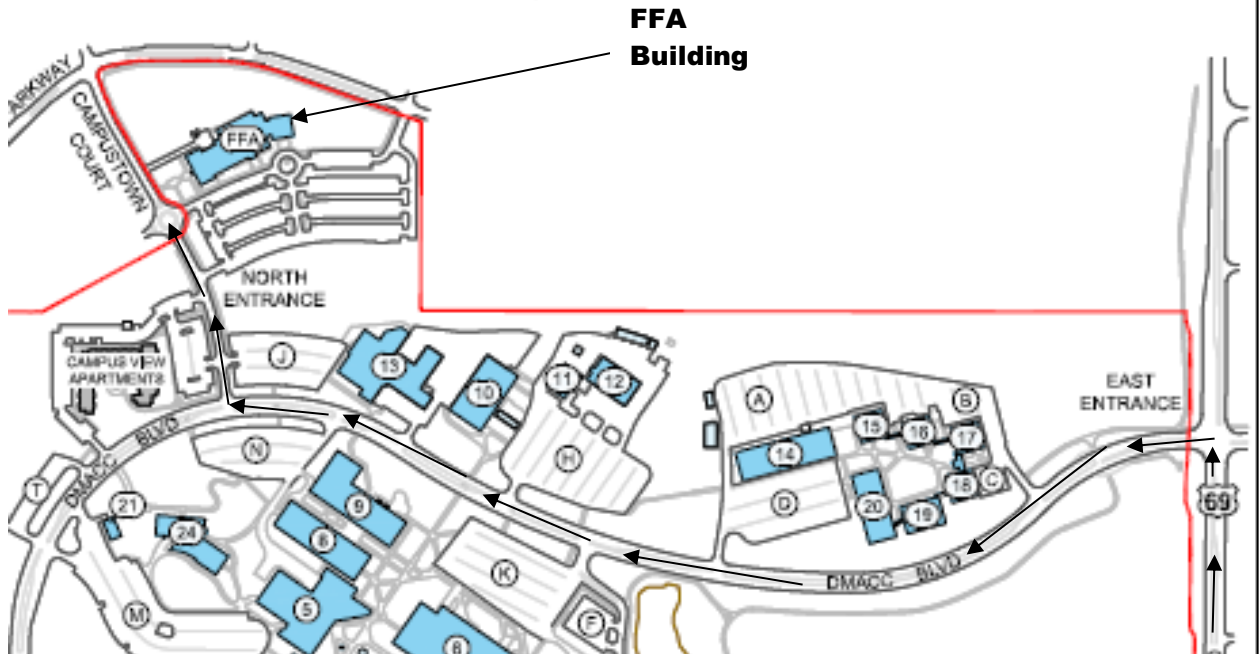 FFA
Building
ARKWAY
CAMPUSTOWN
COURT
FFA
NORTH
ENTRANCE
CAMPUS VIEW
APARTMENTS
J
13
10
11
12
A
B
EAST
ENTRANCE
DMACC BLVD
N
H
14
15
16
17
18
C
D
20
19
69
T
21
24
9
6
K
DMACC BLVD
M
5
8
F